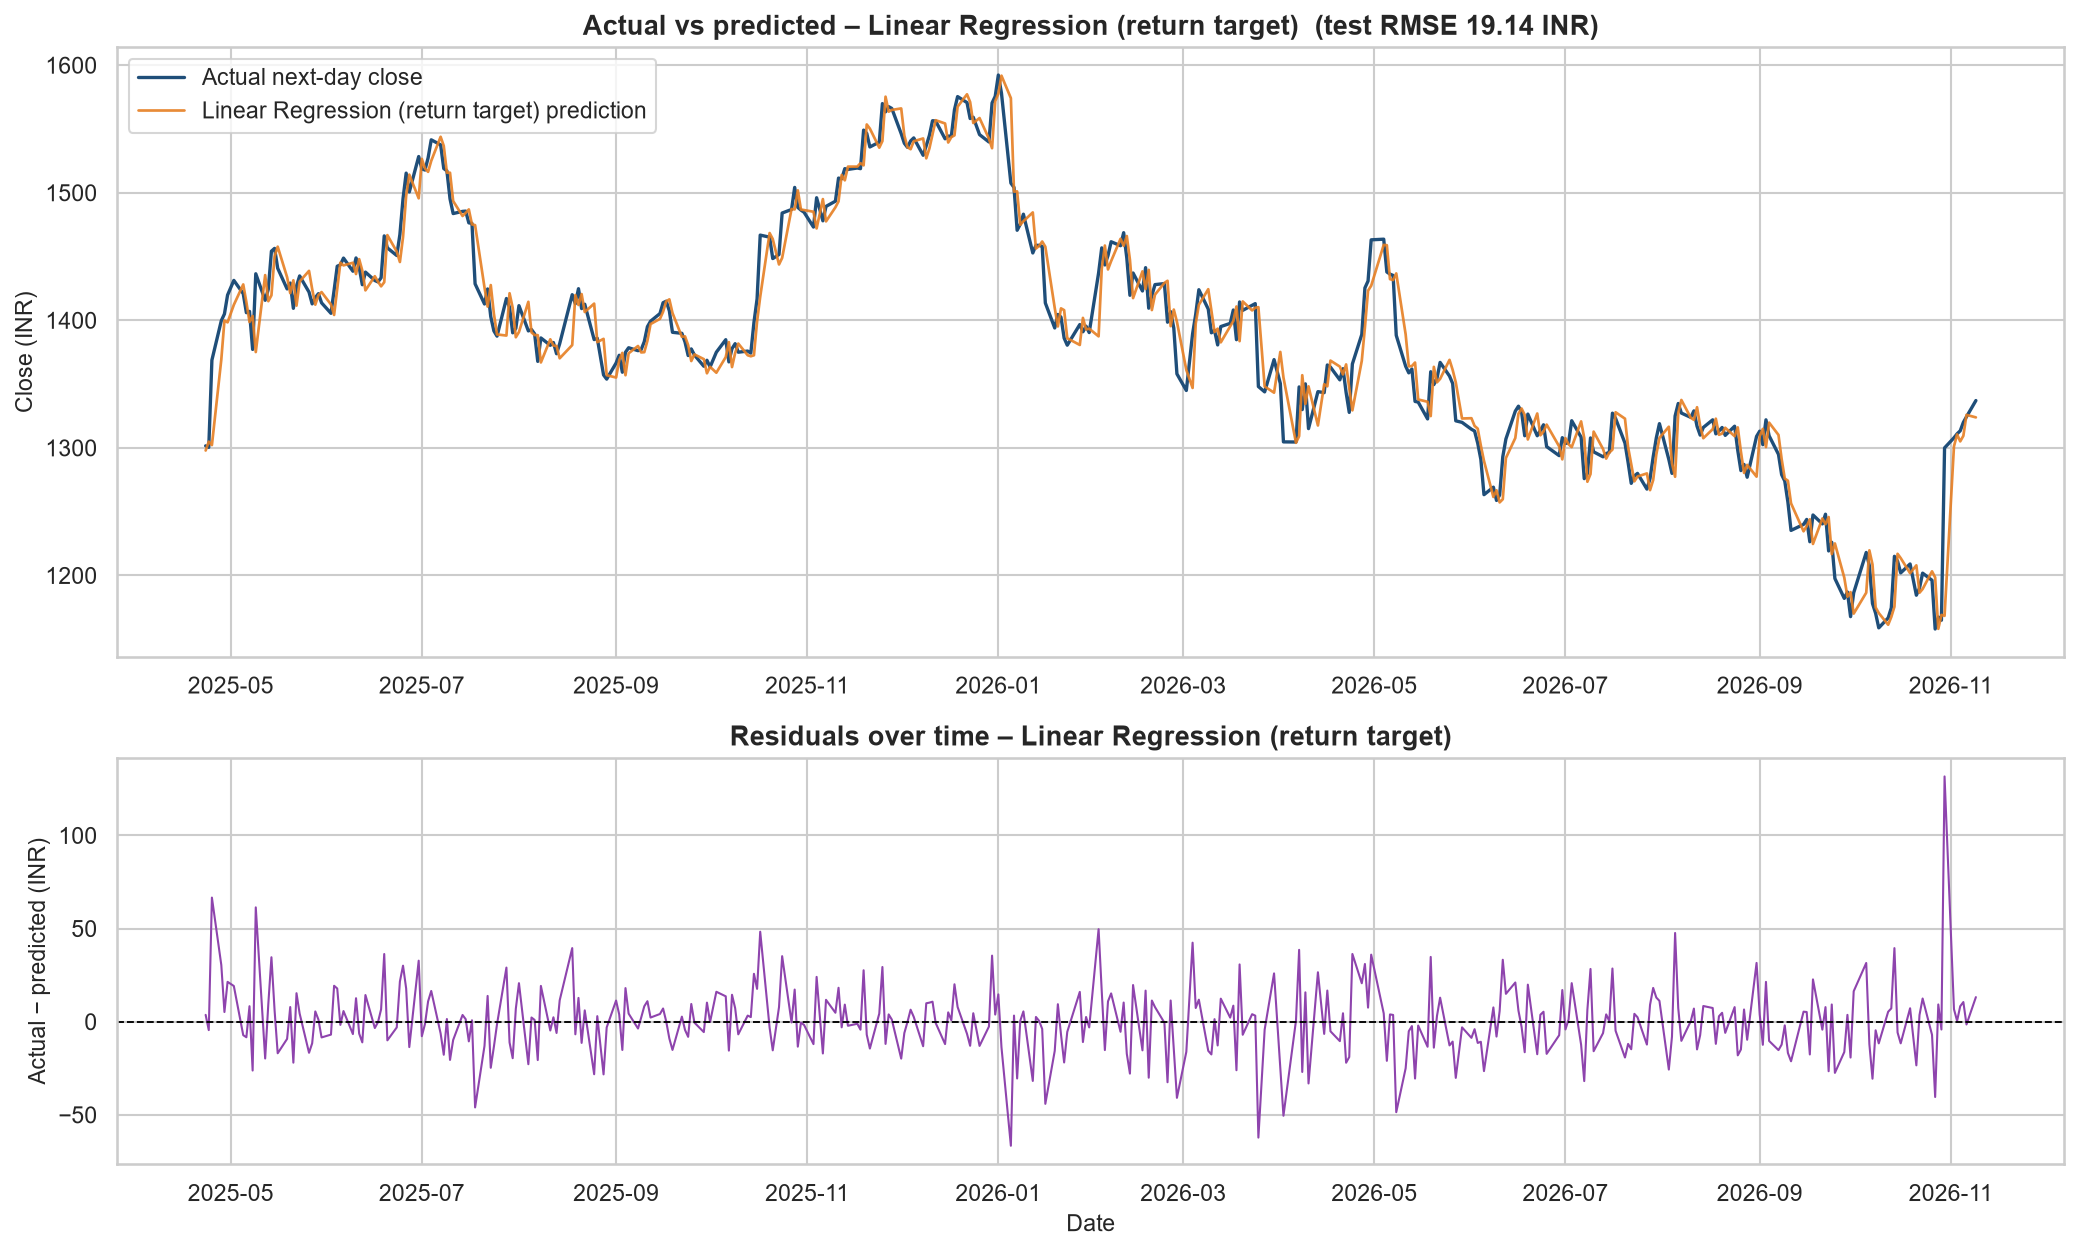 Actual vs predicted – Linear Regression (return target)  (test RMSE 19.14 INR)
Actual next-day close
Linear Regression (return target) prediction
Close (INR)
1600
1500
1400
1300
1200
2025-05 2025-07 2025-09 2025-11 2026-01 2026-03 2026-05 2026-07 2026-09 2026-11
Residuals over time – Linear Regression (return target)
Actual – predicted (INR)
100
50
0
−50
2025-05 2025-07 2025-09 2025-11 2026-01 2026-03 2026-05 2026-07 2026-09 2026-11
Date